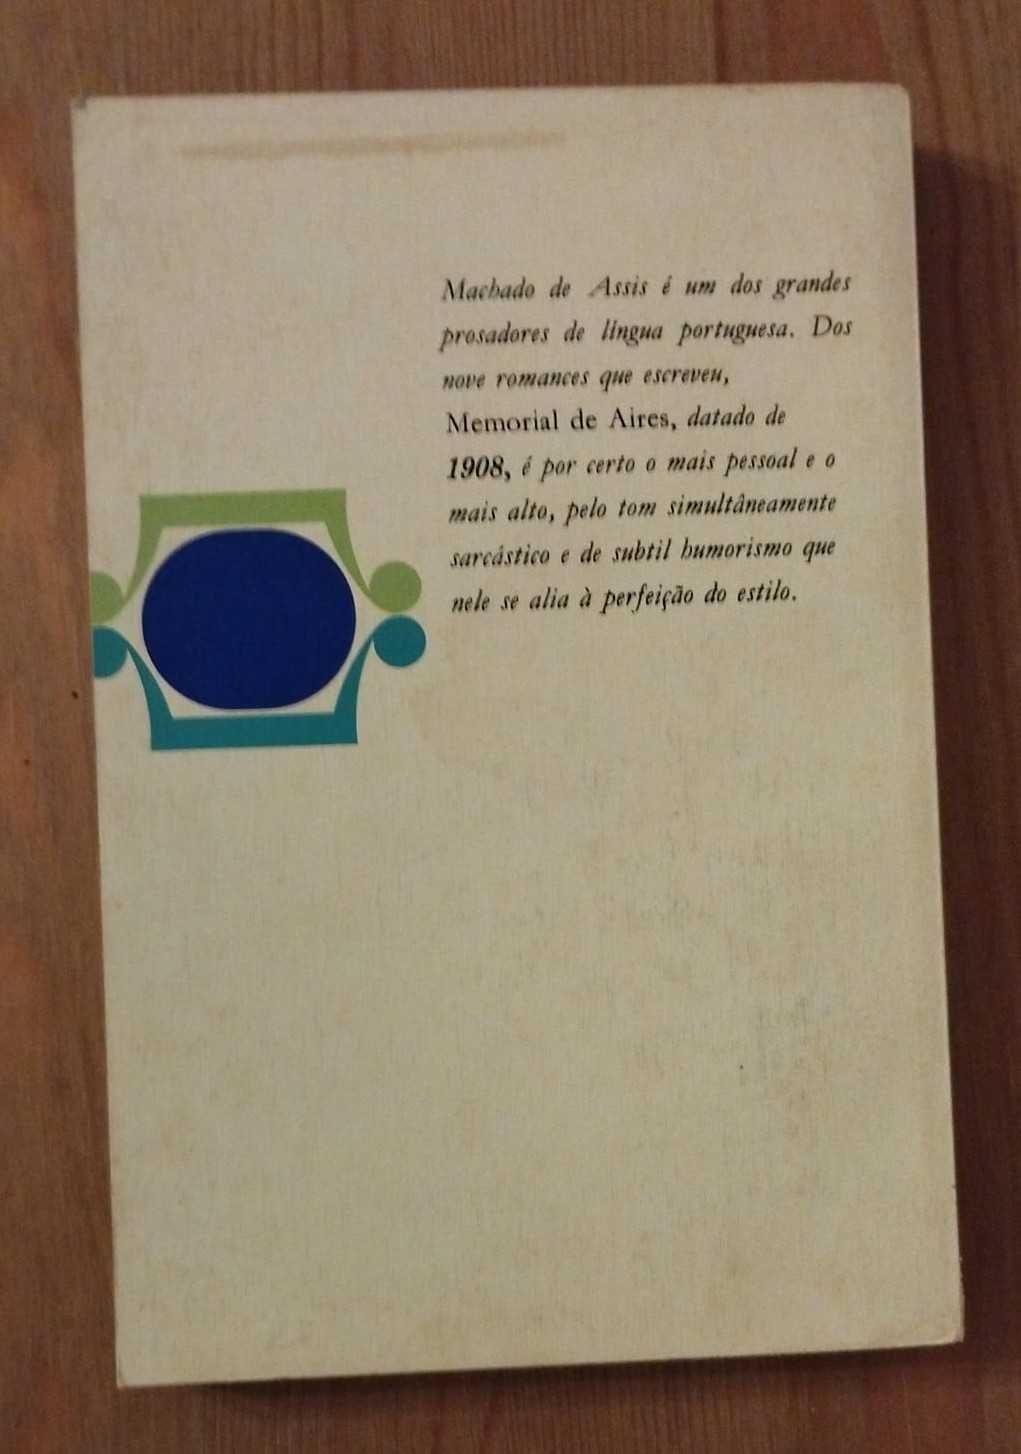 Machado de Assis é um dos grandes
prosadores de língua portuguesa. Dos
nove romances que escreveu,
Memorial de Aires, datado de
1908, é por certo o mais pessoal e o
mais alto, pelo tom simultâneamente
sarcástico e de subtil humorismo que
nele se alia à perfeição do estilo.